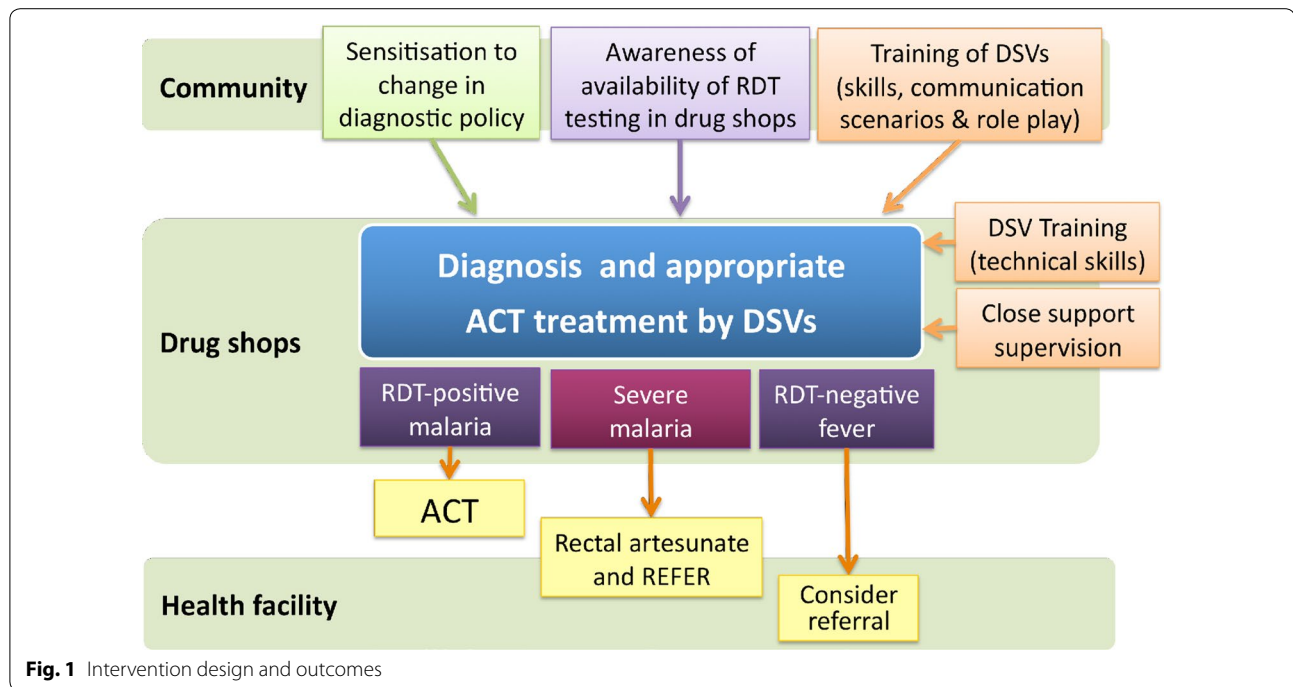 Community
Sensitisation to
change in
diagnostic policy
Awareness of
availability of RDT
testing in drug shops
Training of DSVs
(skills, communication
scenarios & role play)
Drug shops
Diagnosis and appropriate
ACT treatment by DSVs
DSV Training
(technical skills)
Close support
supervision
RDT-positive
malaria
Severe
malaria
RDT-negative
fever
ACT
Rectal artesunate
and REFER
Consider
referral
Health facility
Fig. 1 Intervention design and outcomes